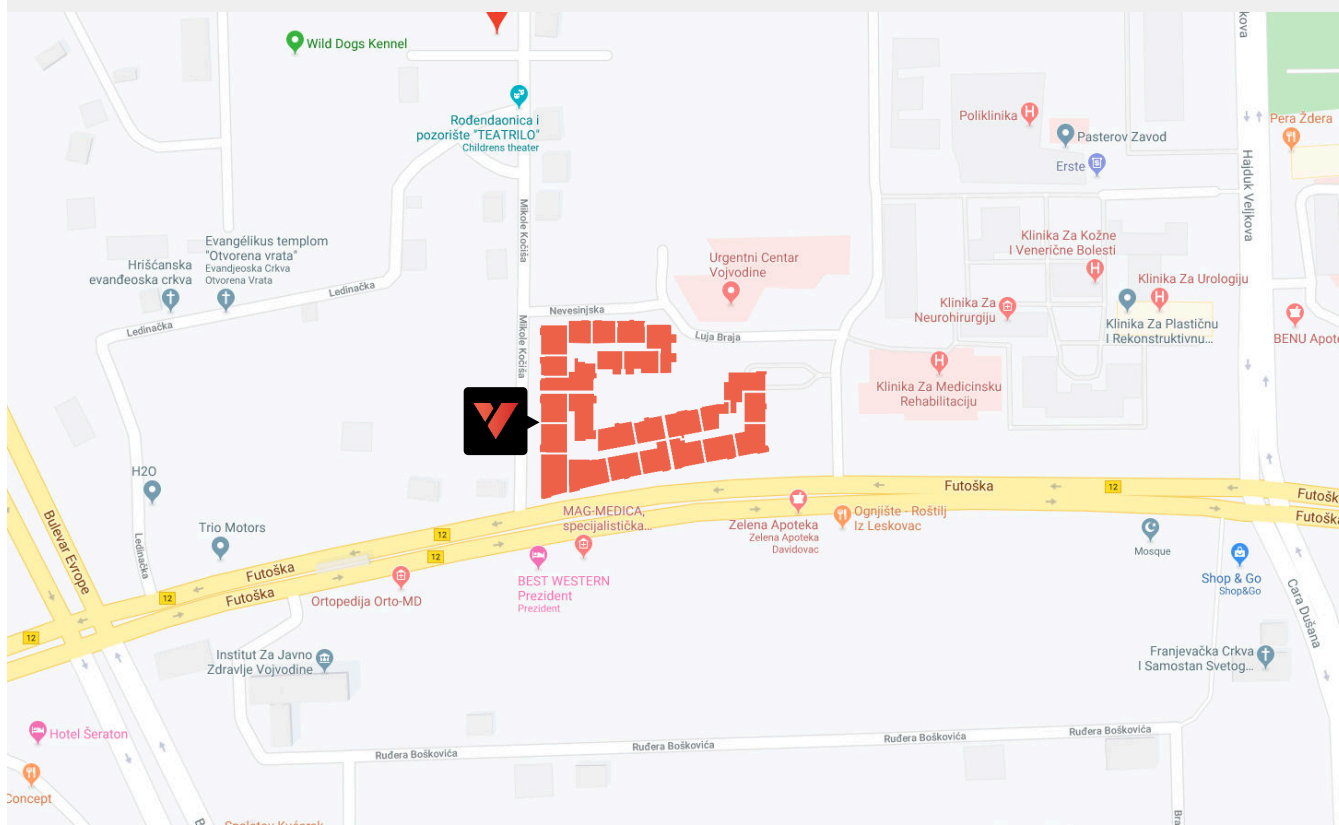 Wild Dogs Kennel
Rođendaonica i
pozorište "TEATRILO"
Childrens theater
Poliklinika
Pasterov Zavod
Erste
Pera Ždera
kova
Hajduk Veljkova
Mikole Kočiša
Evangélikus templom
"Otvorena vrata"
Evandjeoska Crkva
Otvorena Vrata
Hrišćanska
evanđeoska crkva
Ledinačka
Ledinačka
Urgentni Centar
Vojvodine
Klinika Za Kožne
I Venerične Bolesti
Klinika Za Urologiju
Klinika Za
Neurohirurgiju
Klinika Za Plastičnu
I Rekonstruktivnu...
BENU Apote
Nevesinjska
Luja Braja
Mikole Kočiša
Klinika Za Medicinsku
Rehabilitaciju
H2O
Trio Motors
Bulevar Evrope
Ledinačka
Futoška
12
Futoška
Futoška
MAG-MEDICA,
specijalistička...
Zelena Apoteka
Zelena Apoteka
Davidovac
Ognjište - Roštilj
Iz Leskovac
Mosque
12
12
Futoška
Futoška
12
12
BEST WESTERN
Prezident
Prezident
Ortopedija Orto-MD
Shop & Go
Shop&Go
Cara Dušana
Institut Za Javno
Zdravlje Vojvodine
Franjevačka Crkva
I Samostan Svetog...
Hotel Šeraton
Ruđera Boškovića
Ruđera Boškovića
Ruđera Boškovića
Ruđera Boškovića
Concept
Bra